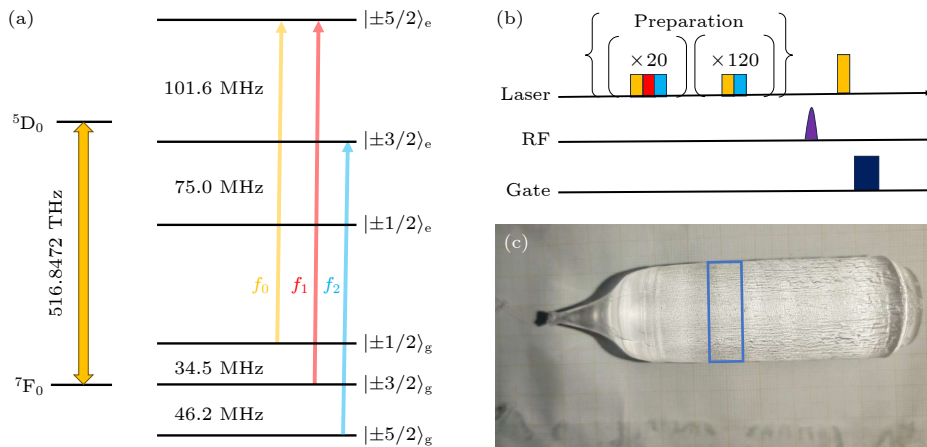 (a)
|±5/2⟩e
101.6 MHz
⁵D₀
|±3/2⟩e
75.0 MHz
|±1/2⟩e
516.8472 THz
f₀
f₁
f₂
|±1/2⟩g
34.5 MHz
⁷F₀
|±3/2⟩g
46.2 MHz
|±5/2⟩g
(b)
Preparation
×20
×120
Laser
RF
Gate
(c)